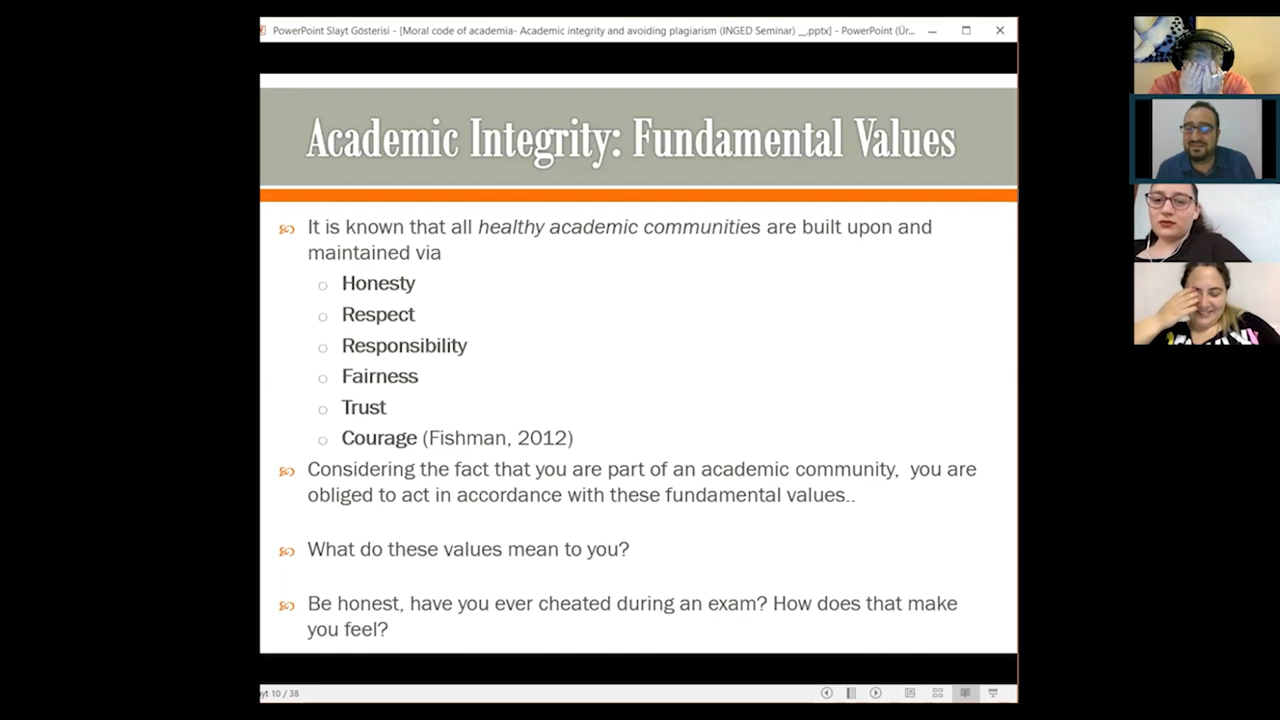 PowerPoint Slayt Gösterisi - [Moral code of academia- Academic integrity and avoiding plagiarism (INGED Seminar) __.pptx] - PowerPoint (Ür...
Academic Integrity: Fundamental Values
It is known that all healthy academic communities are built upon and
maintained via
Honesty
Respect
Responsibility
Fairness
Trust
Courage (Fishman, 2012)
Considering the fact that you are part of an academic community, you are
obliged to act in accordance with these fundamental values..
What do these values mean to you?
Be honest, have you ever cheated during an exam? How does that make
you feel?
yt 10 / 38